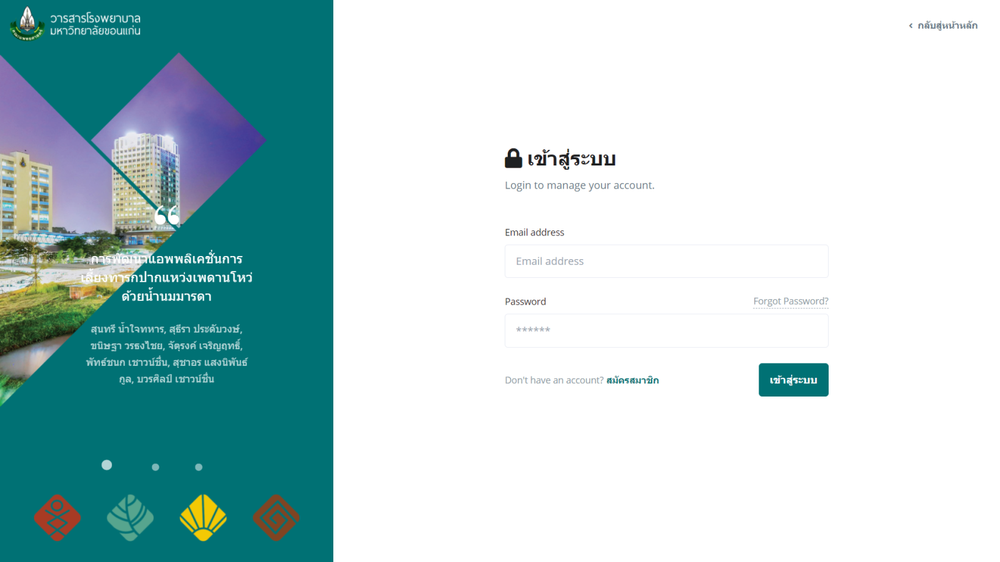 วารสารโรงพยาบาล
มหาวิทยาลัยขอนแก่น
กลับสู่หน้าหลัก
“
การพัฒนาแอพพลิเคชั่นการ
เลี้ยงทารกปากแหว่งเพดานโหว่
ด้วยน้ำนมมารดา
สุนทรี น้ำใจทหาร, สุธีรา ประดับวงษ์,
ขนิษฐา วรธงไชย, จัตุรงค์ เจริญฤทธิ์,
พัทธ์ชนก เชาวน์ชื่น, สุชาอร แสงนิพันธ์
กูล, บวรศิลป์ เชาวน์ชื่น
เข้าสู่ระบบ
Login to manage your account.
Email address
Email address
Password
Forgot Password?
******
Don't have an account? สมัครสมาชิก
เข้าสู่ระบบ